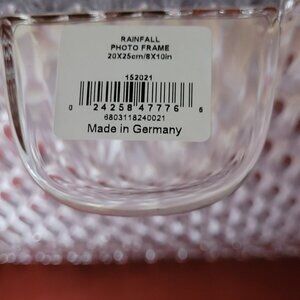 RAINFALL
PHOTO FRAME
20X25cm/8X10in
152021
0 24258 47776 6
6803118240021
Made in Germany